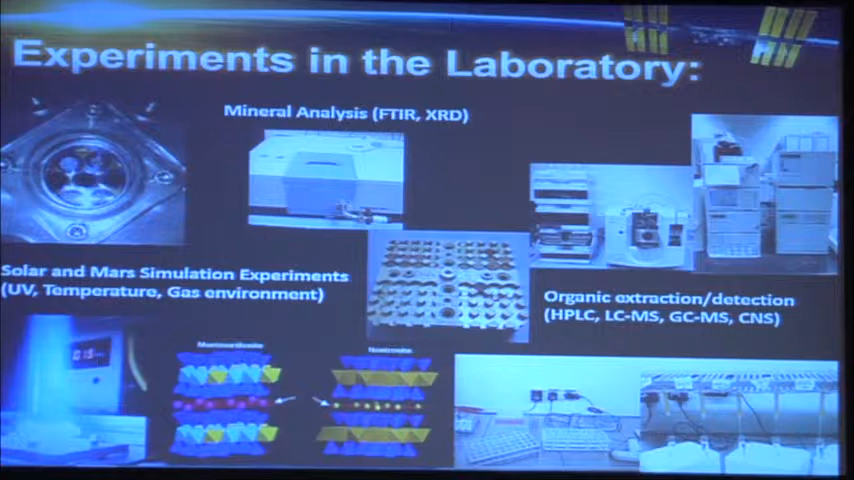 Experiments in the Laboratory:
Mineral Analysis (FTIR, XRD)
Solar and Mars Simulation Experiments
(UV, Temperature, Gas environment)
Organic extraction/detection
(HPLC, LC-MS, GC-MS, CNS)
Montmorillonite
Nontronite